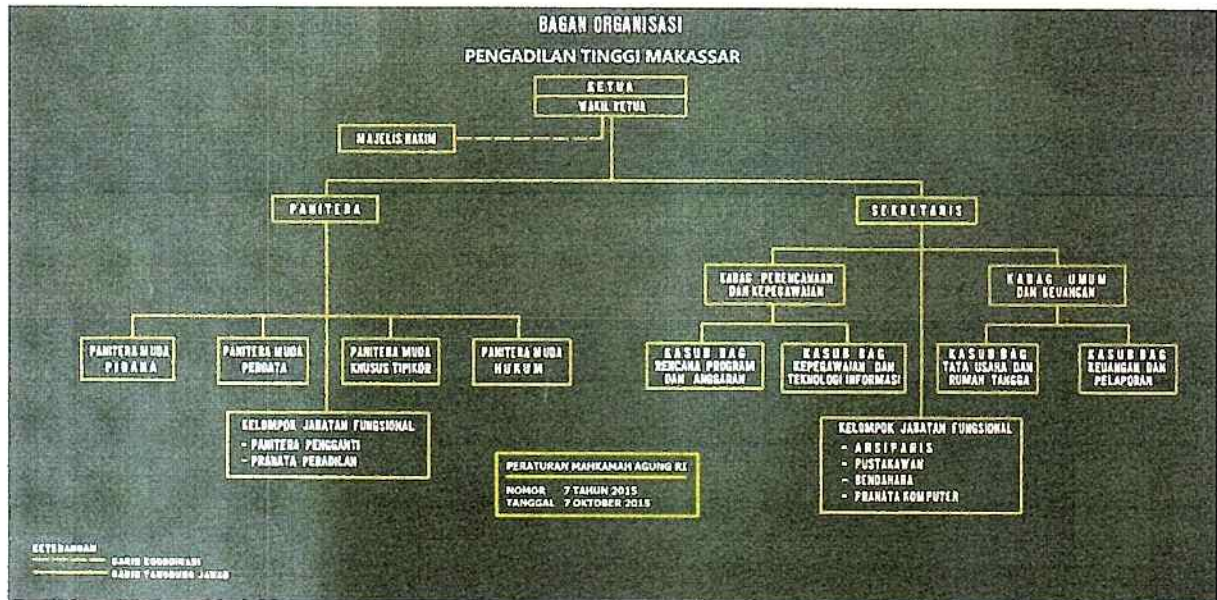 BAGAN ORGANISASI
PENGADILAN TINGGI MAKASSAR
KETUA
WAKIL KETUA
MAJELIS HAKIM
PANITERA
SEKRETARIS
KABAG PERENCANAAN
DAN KEPEGAWAIAN
KABAG UMUM
DAN KEUANGAN
PANITERA MUDA
PIDANA
PANITERA MUDA
PERDATA
PANITERA MUDA
KHUSUS TIPIKOR
PANITERA MUDA
HUKUM
KASUB BAG
RENCANA PROGRAM
DAN ANGGARAN
KASUB BAG
KEPEGAWAIAN DAN
TEKNOLOGI INFORMASI
KASUB BAG
TATA USAHA DAN
RUMAH TANGGA
KASUB BAG
KEUANGAN DAN
PELAPORAN
KELOMPOK JABATAN FUNGSIONAL
- PANITERA PENGGANTI
- PRANATA PERADILAN
KELOMPOK JABATAN FUNGSIONAL
- ARSIPARIS
- PUSTAKAWAN
- BENDAHARA
- PRANATA KOMPUTER
PERATURAN MAHKAMAH AGUNG RI
NOMOR 7 TAHUN 2015
TANGGAL 7 OKTOBER 2015
KETERANGAN
GARIS KOORDINASI
GARIS TANGGUNG JAWAB